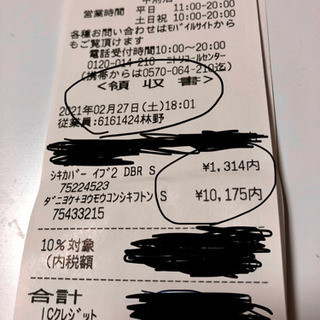 営業時間 平日 11:00-20:00
土日祝 10:00-20:00
各種お問い合わせはモバイルサイトから
もご覧頂けます
電話受付時間10:00~20:00
0120-014-210 ニトリコールセンター
(携帯からは0570-064-210迄)
<領収書>
2021年02月27日(土)18:01
従業員:6161424林野
シキカバー イブ2 DBR S ¥1,314内
75224523
ダニヨケ+ヨウモウコンシキフトン S ¥10,175内
75433215
10%対象
(内税額
合計
ICクレジット